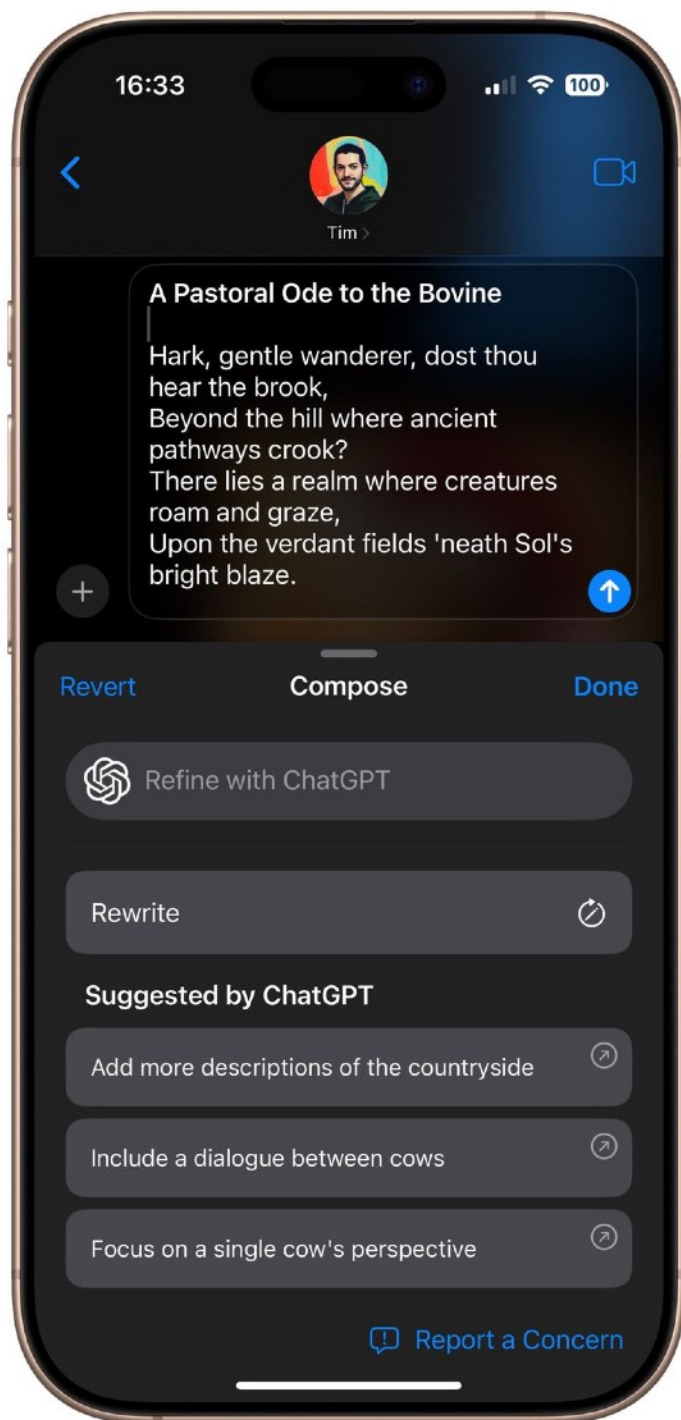 16:33
100
Tim >
A Pastoral Ode to the Bovine
Hark, gentle wanderer, dost thou
hear the brook,
Beyond the hill where ancient
pathways crook?
There lies a realm where creatures
roam and graze,
Upon the verdant fields 'neath Sol's
bright blaze.
Revert Compose Done
Refine with ChatGPT
Rewrite
Suggested by ChatGPT
Add more descriptions of the countryside
Include a dialogue between cows
Focus on a single cow's perspective
Report a Concern